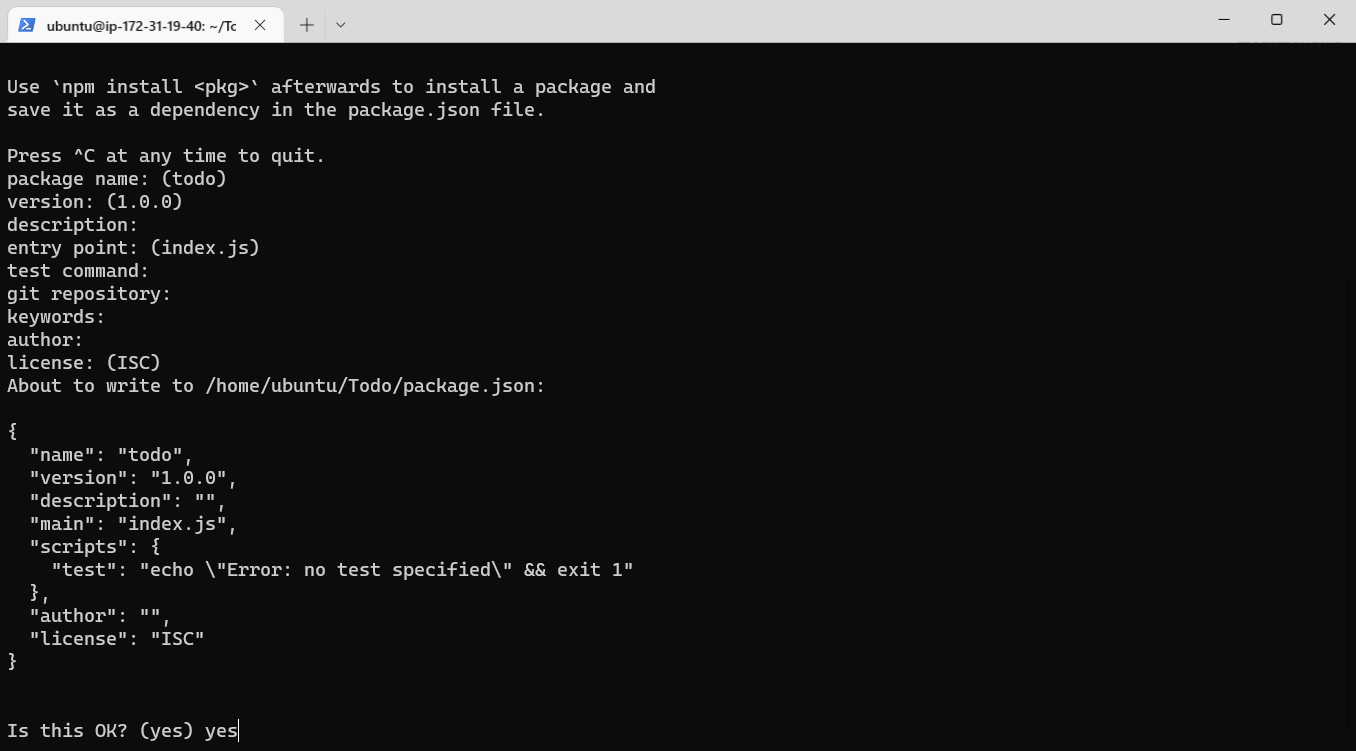 ubuntu@ip-172-31-19-40: ~/To
Use `npm install <pkg>` afterwards to install a package and
save it as a dependency in the package.json file.
Press ^C at any time to quit.
package name: (todo)
version: (1.0.0)
description:
entry point: (index.js)
test command:
git repository:
keywords:
author:
license: (ISC)
About to write to /home/ubuntu/Todo/package.json:
{
  "name": "todo",
  "version": "1.0.0",
  "description": "",
  "main": "index.js",
  "scripts": {
    "test": "echo \"Error: no test specified\" && exit 1"
  },
  "author": "",
  "license": "ISC"
}
Is this OK? (yes) yes